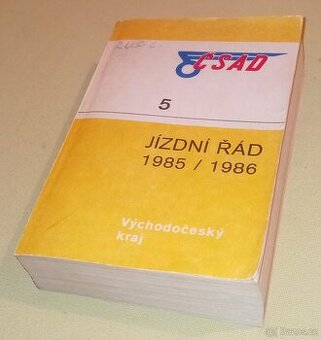 ČSAD
5
JÍZDNÍ ŘÁD
1985 / 1986
Východočeský
kraj